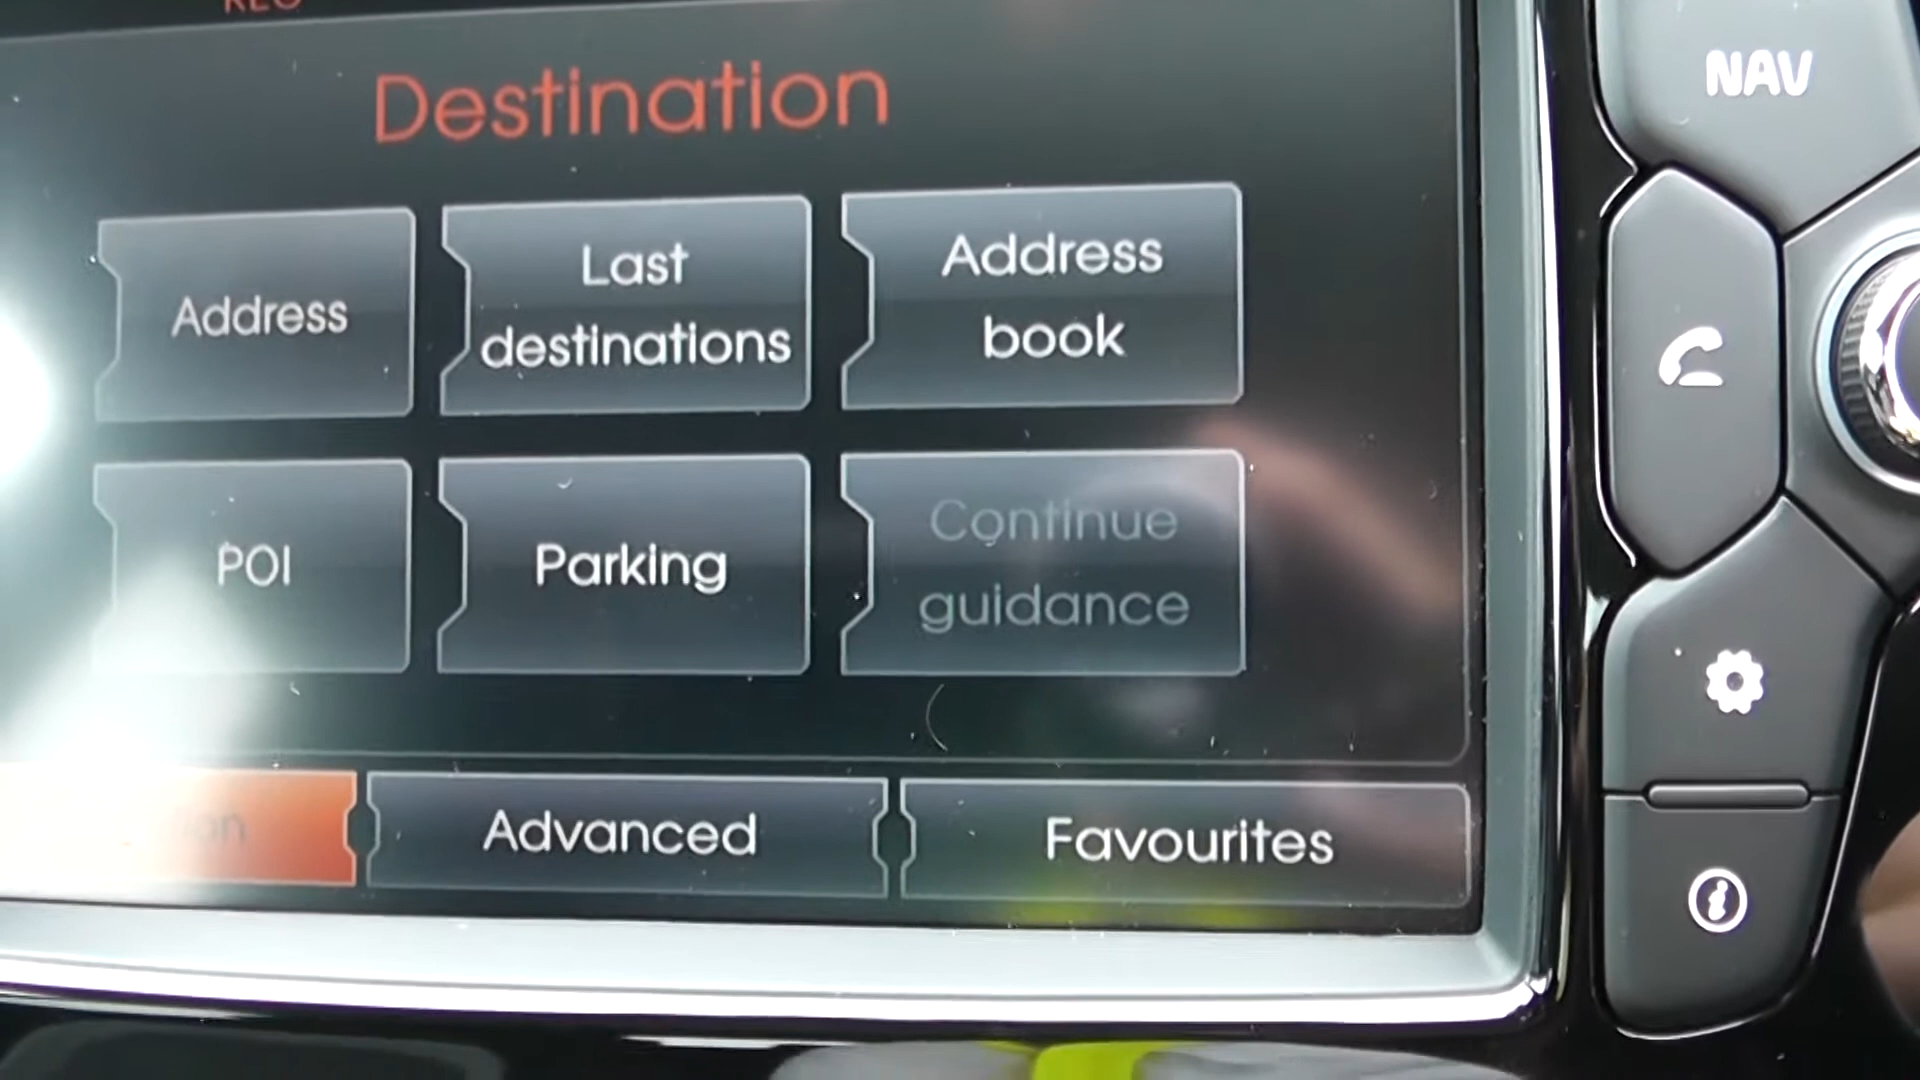 Destination
NAV
Address
Last
destinations
Address
book
POI
Parking
Continue
guidance
Advanced
Favourites